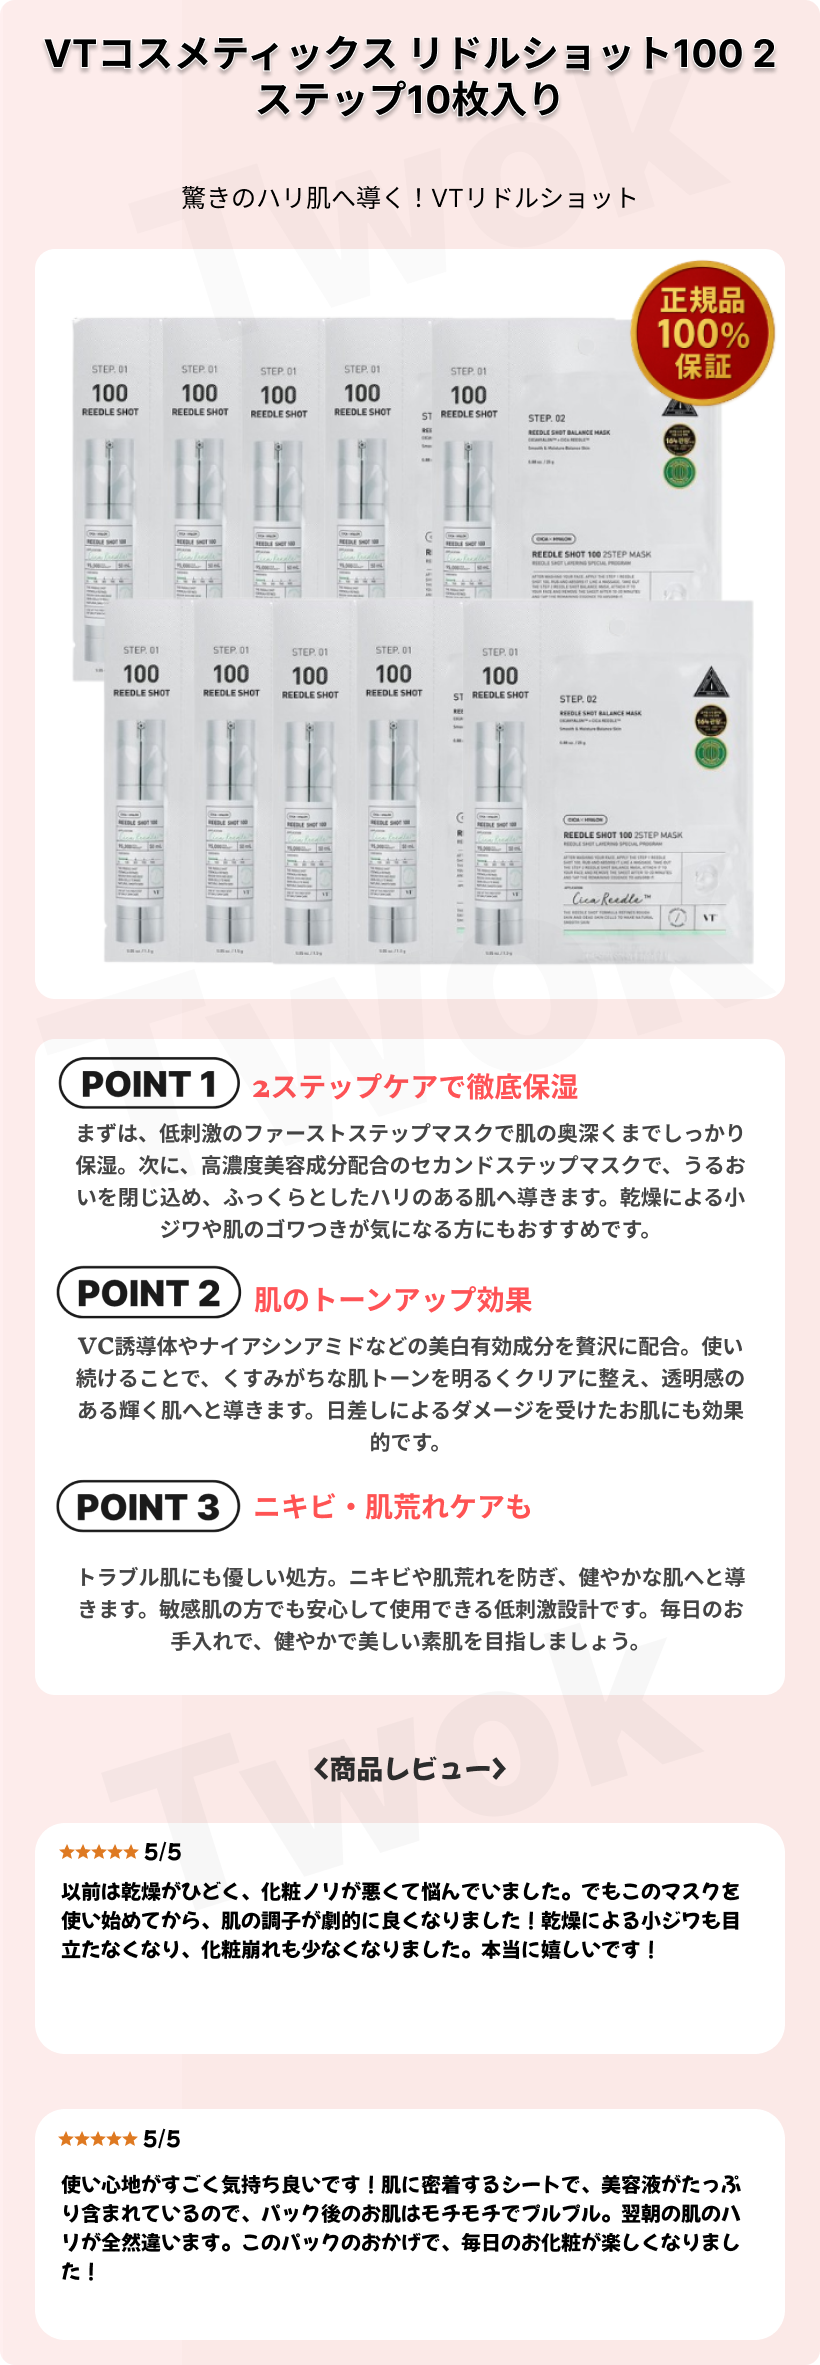 VTコスメティックス リドルショット100 2
ステップ10枚入り
驚きのハリ肌へ導く！VTリドルショット
正規品
100%
保証
STEP. 01
100
REEDLE SHOT
STEP. 01
100
REEDLE SHOT
STEP. 01
100
REEDLE SHOT
STEP. 01
100
REEDLE SHOT
STEP. 01
100
REEDLE SHOT
STEP. 02
REEDLE SHOT BALANCE MASK
REEDLE SHOT 100 2STEP MASK
REEDLE SHOT LAYERING SPECIAL PROGRAM
STEP. 01
100
REEDLE SHOT
STEP. 01
100
REEDLE SHOT
STEP. 01
100
REEDLE SHOT
STEP. 01
100
REEDLE SHOT
STEP. 01
100
REEDLE SHOT
STEP. 02
REEDLE SHOT BALANCE MASK
REEDLE SHOT 100 2STEP MASK
REEDLE SHOT LAYERING SPECIAL PROGRAM
Cica Reedle™
VT
POINT 1 2ステップケアで徹底保湿
まずは、低刺激のファーストステップマスクで肌の奥深くまでしっかり
保湿。次に、高濃度美容成分配合のセカンドステップマスクで、うるお
いを閉じ込め、ふっくらとしたハリのある肌へ導きます。乾燥による小
ジワや肌のゴワつきが気になる方にもおすすめです。
POINT 2 肌のトーンアップ効果
VC誘導体やナイアシンアミドなどの美白有効成分を贅沢に配合。使い
続けることで、くすみがちな肌トーンを明るくクリアに整え、透明感の
ある輝く肌へと導きます。日差しによるダメージを受けたお肌にも効果
的です。
POINT 3 ニキビ・肌荒れケアも
トラブル肌にも優しい処方。ニキビや肌荒れを防ぎ、健やかな肌へと導
きます。敏感肌の方でも安心して使用できる低刺激設計です。毎日のお
手入れで、健やかで美しい素肌を目指しましょう。
<商品レビュー>
★★★★★ 5/5
以前は乾燥がひどく、化粧ノリが悪くて悩んでいました。でもこのマスクを
使い始めてから、肌の調子が劇的に良くなりました！乾燥による小ジワも目
立たなくなり、化粧崩れも少なくなりました。本当に嬉しいです！
★★★★★ 5/5
使い心地がすごく気持ち良いです！肌に密着するシートで、美容液がたっぷ
り含まれているので、パック後のお肌はモチモチでプルプル。翌朝の肌のハ
リが全然違います。このパックのおかげで、毎日のお化粧が楽しくなりまし
た！
Twok
Twok
Twok